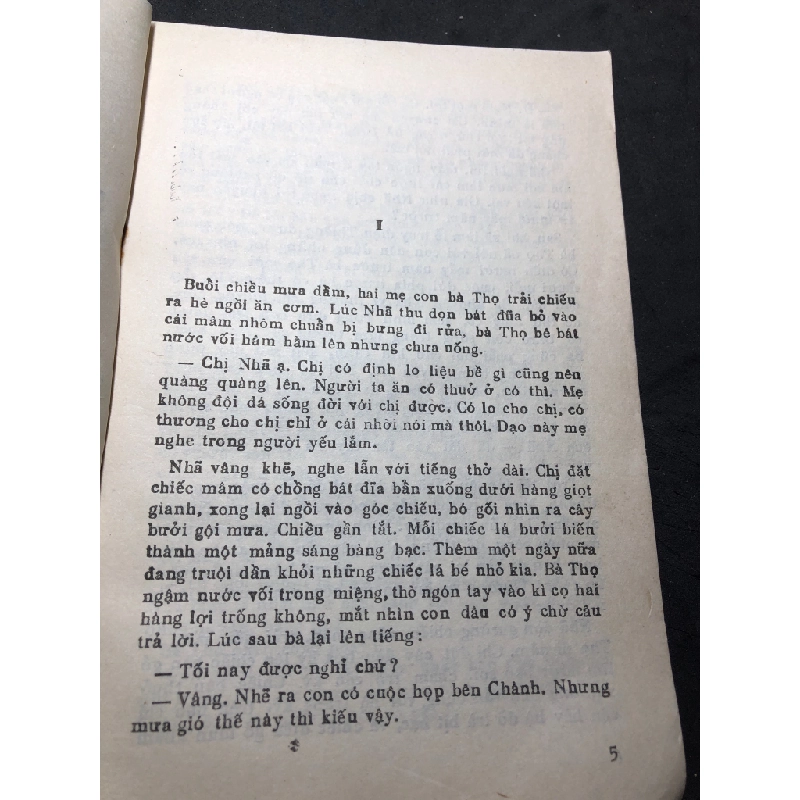 I
Buổi chiều mưa dầm, hai mẹ con bà Thọ trải chiếu
ra hè ngồi ăn cơm. Lúc Nhã thu dọn bát đũa bỏ vào
cái mâm nhôm chuẩn bị bưng đi rửa, bà Thọ bê bát
nước vối hâm hẩm lên nhưng chưa uống.
— Chị Nhã ạ. Chị có định lo liệu bề gì cũng nên
quàng quàng lên. Người ta ăn có thuở ở có thì. Mẹ
không đội đá sống đời với chị được. Có lo cho chị, có
thương cho chị chỉ ở cái nhời nói mà thôi. Dạo này mẹ
nghe trong người yếu lắm.
Nhã vâng khẽ, nghe lẫn với tiếng thở dài. Chị đặt
chiếc mâm có chồng bát đĩa bẩn xuống dưới hàng giọt
gianh, xong lại ngồi vào góc chiếu, bó gối nhìn ra cây
bưởi gội mưa. Chiều gần tắt. Mỗi chiếc lá bưởi biến
thành một mảng sáng bàng bạc. Thêm một ngày nữa
đang truội dần khỏi những chiếc lá bé nhỏ kia. Bà Thọ
ngậm nước vối trong miệng, thò ngón tay vào kì cọ hai
hàng lợi trống không, mắt nhìn con dâu có ý chờ câu
trả lời. Lúc sau bà lại lên tiếng:
— Tối nay được nghỉ chứ?
— Vâng. Nhẽ ra con có cuộc họp bên Chành. Nhưng
mưa gió thế này thì kiếu vậy.
5